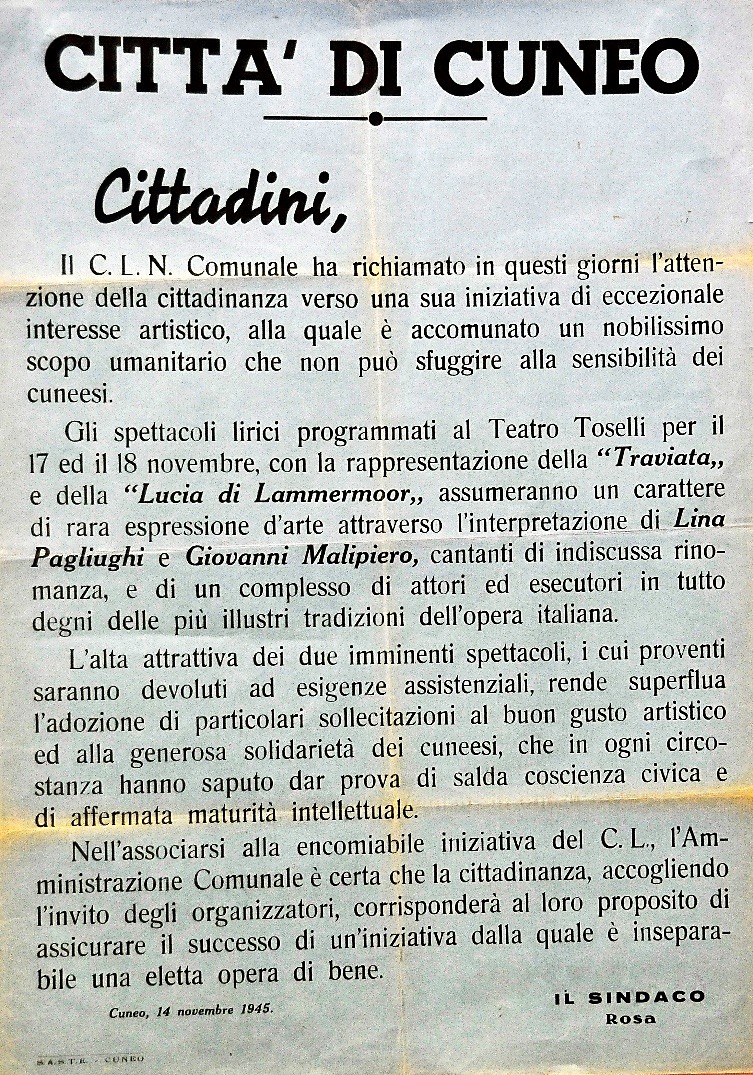 CITTA' DI CUNEO
Cittadini,
Il C. L. N. Comunale ha richiamato in questi giorni l'atten-
zione della cittadinanza verso una sua iniziativa di eccezionale
interesse artistico, alla quale è accomunato un nobilissimo
scopo umanitario che non può sfuggire alla sensibilità dei
cuneesi.
Gli spettacoli lirici programmati al Teatro Toselli per il
17 ed il 18 novembre, con la rappresentazione della “Traviata„
e della “Lucia di Lammermoor„ assumeranno un carattere
di rara espressione d'arte attraverso l'interpretazione di Lina
Pagliughi e Giovanni Malipiero, cantanti di indiscussa rino-
manza, e di un complesso di attori ed esecutori in tutto
degni delle più illustri tradizioni dell'opera italiana.
L'alta attrattiva dei due imminenti spettacoli, i cui proventi
saranno devoluti ad esigenze assistenziali, rende superflua
l'adozione di particolari sollecitazioni al buon gusto artistico
ed alla generosa solidarietà dei cuneesi, che in ogni circo-
stanza hanno saputo dar prova di salda coscienza civica e
di affermata maturità intellettuale.
Nell'associarsi alla encomiabile iniziativa del C. L., l'Am-
ministrazione Comunale è certa che la cittadinanza, accogliendo
l'invito degli organizzatori, corrisponderà al loro proposito di
assicurare il successo di un'iniziativa dalla quale è insepara-
bile una eletta opera di bene.
Cuneo, 14 novembre 1945.
IL SINDACO
Rosa
S.A.S.T.E. - CUNEO